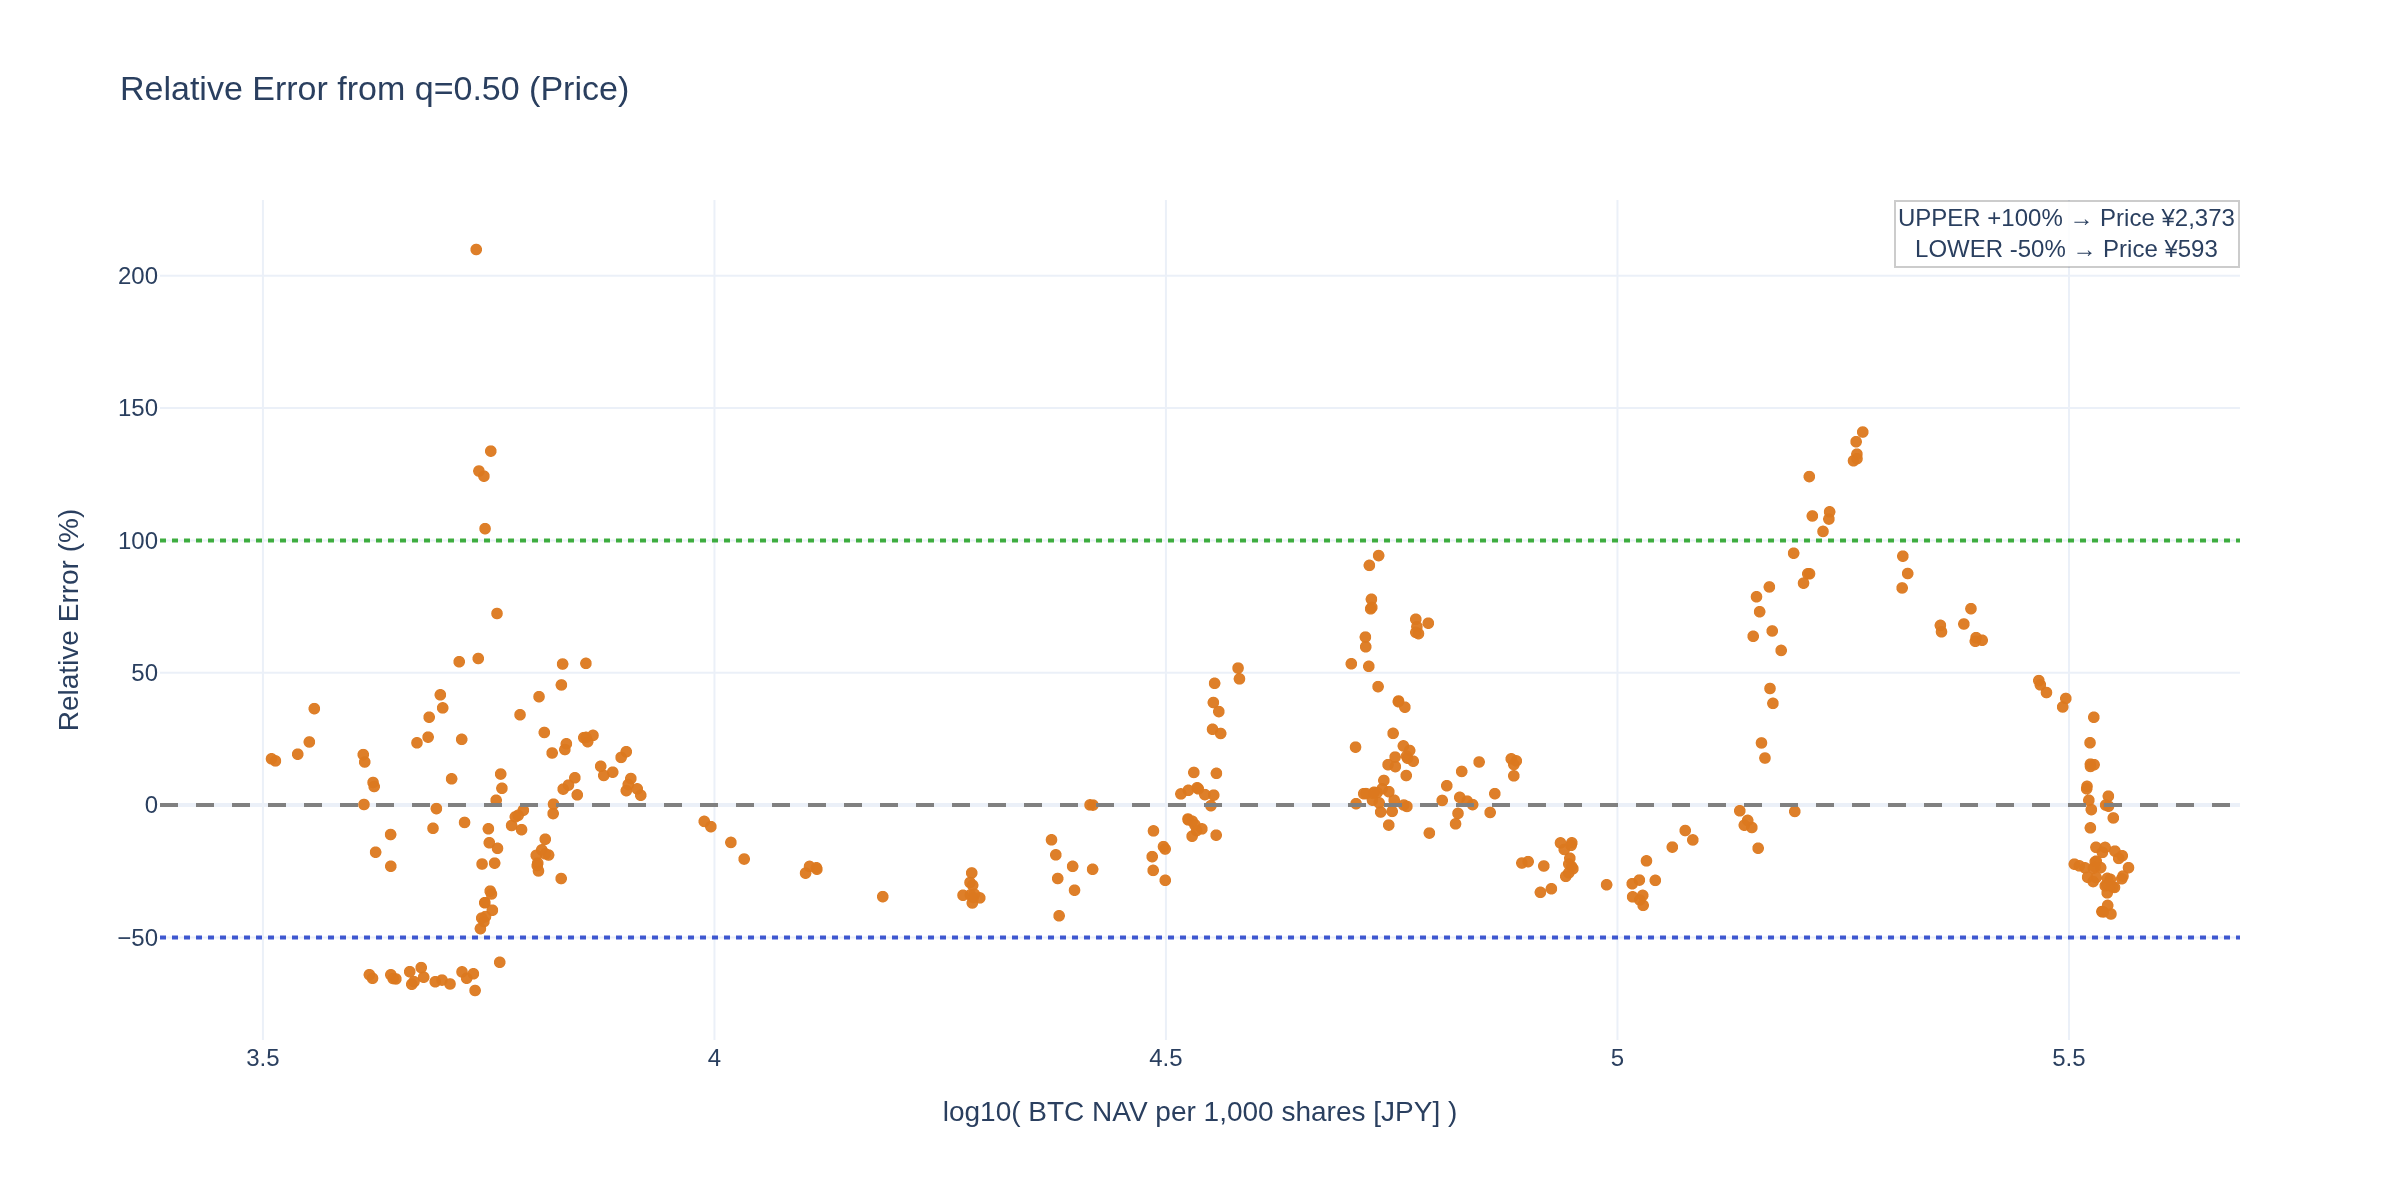 Relative Error from q=0.50 (Price)
UPPER +100% → Price ¥2,373
LOWER -50% → Price ¥593
200
150
100
50
0
−50
Relative Error (%)
3.5 4 4.5 5 5.5
log10( BTC NAV per 1,000 shares [JPY] )